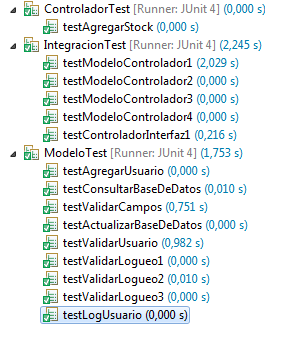 ControladorTest [Runner: JUnit 4] (0,000 s)
testAgregarStock (0,000 s)
IntegracionTest [Runner: JUnit 4] (2,245 s)
testModeloControlador1 (2,029 s)
testModeloControlador2 (0,000 s)
testModeloControlador3 (0,000 s)
testModeloControlador4 (0,000 s)
testControladorInterfaz1 (0,216 s)
ModeloTest [Runner: JUnit 4] (1,753 s)
testAgregarUsuario (0,000 s)
testConsultarBaseDeDatos (0,010 s)
testValidarCampos (0,751 s)
testActualizarBaseDeDatos (0,000 s)
testValidarUsuario (0,982 s)
testValidarLogueo1 (0,000 s)
testValidarLogueo2 (0,010 s)
testValidarLogueo3 (0,000 s)
testLogUsuario (0,000 s)